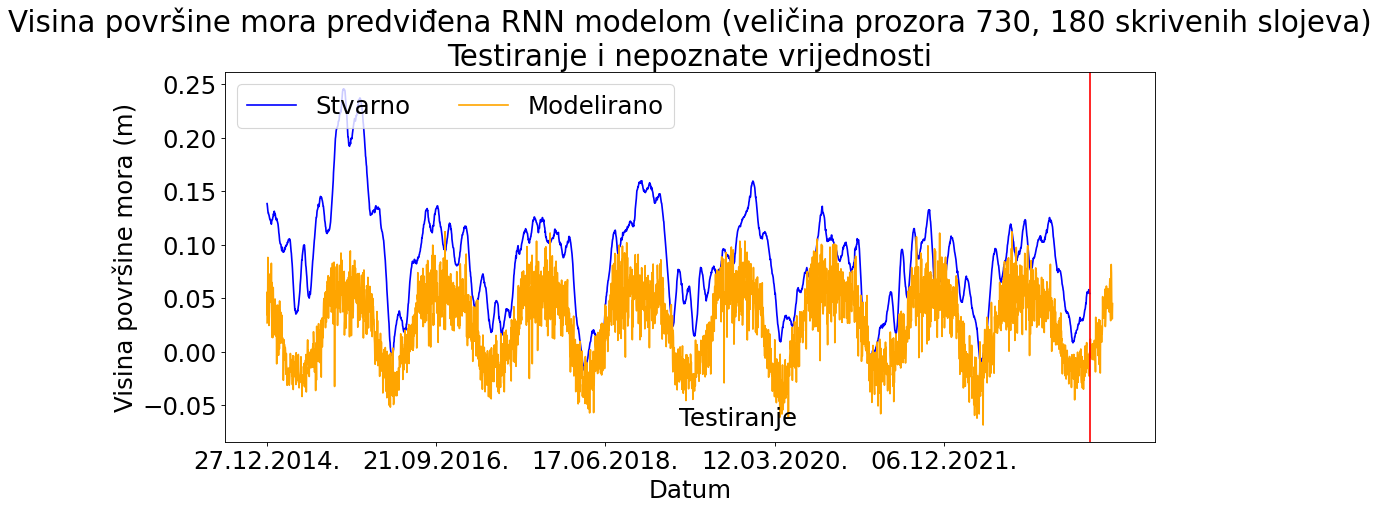 Visina površine mora predviđena RNN modelom (veličina prozora 730, 180 skrivenih slojeva)
Testiranje i nepoznate vrijednosti
Stvarno Modelirano
Visina površine mora (m)
0.25
0.20
0.15
0.10
0.05
0.00
−0.05
Testiranje
27.12.2014. 21.09.2016. 17.06.2018. 12.03.2020. 06.12.2021.
Datum